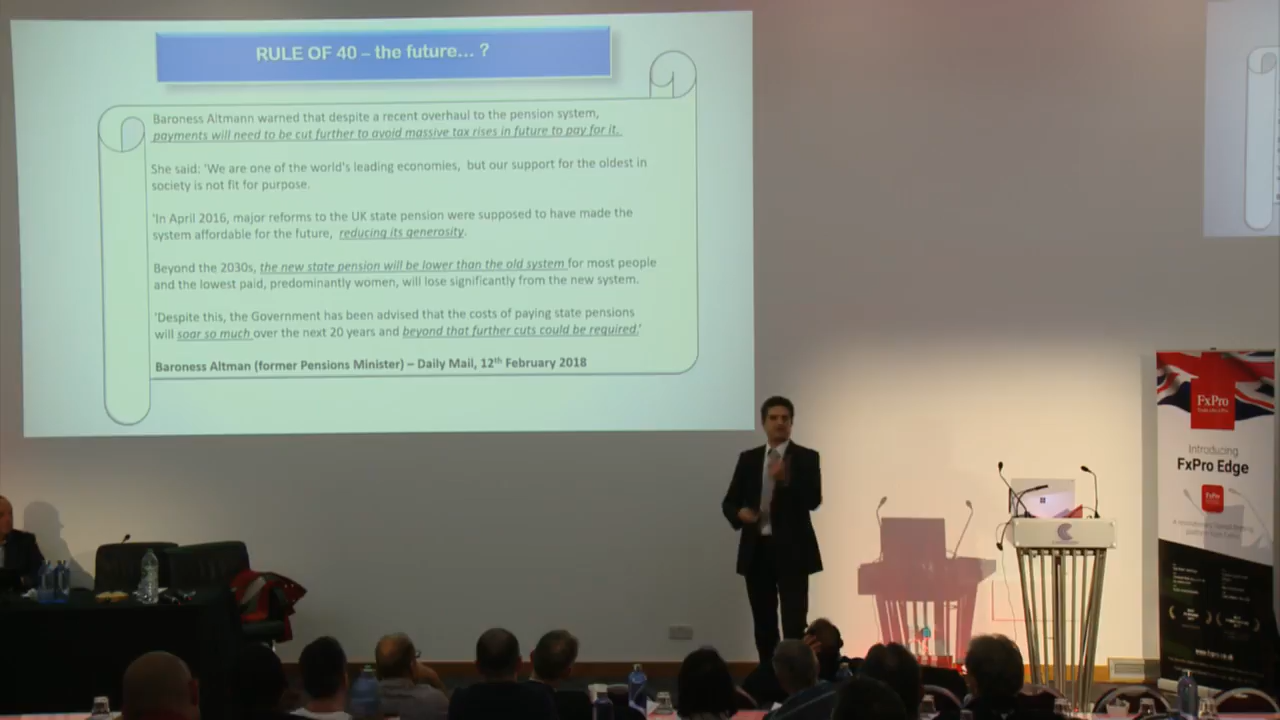 RULE OF 40 – the future… ?
Baroness Altmann warned that despite a recent overhaul to the pension system,
payments will need to be cut further to avoid massive tax rises in future to pay for it.
She said: 'We are one of the world's leading economies, but our support for the oldest in
society is not fit for purpose.
'In April 2016, major reforms to the UK state pension were supposed to have made the
system affordable for the future, reducing its generosity.
Beyond the 2030s, the new state pension will be lower than the old system for most people
and the lowest paid, predominantly women, will lose significantly from the new system.
'Despite this, the Government has been advised that the costs of paying state pensions
will soar so much over the next 20 years and beyond that further cuts could be required.'
Baroness Altman (former Pensions Minister) – Daily Mail, 12th February 2018
FxPro
Introducing
FxPro Edge
FxPro